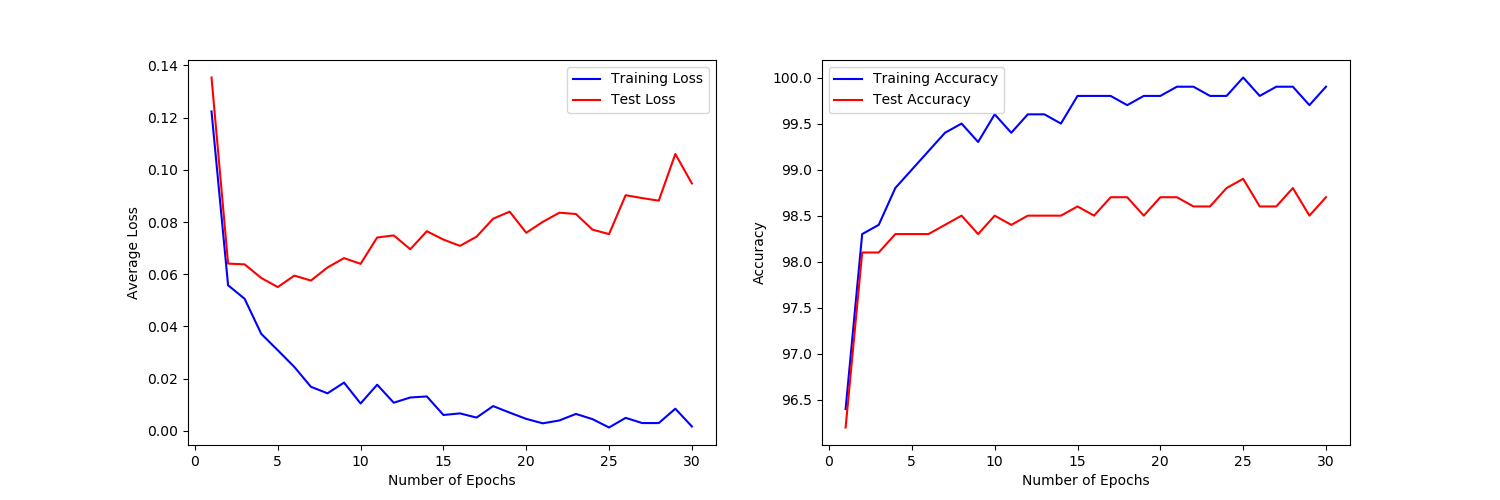 0.14
0.12
0.10
0.08
0.06
0.04
0.02
0.00
Average Loss
Training Loss
Test Loss
0 5 10 15 20 25 30
Number of Epochs
100.0
99.5
99.0
98.5
98.0
97.5
97.0
96.5
Accuracy
Training Accuracy
Test Accuracy
0 5 10 15 20 25 30
Number of Epochs